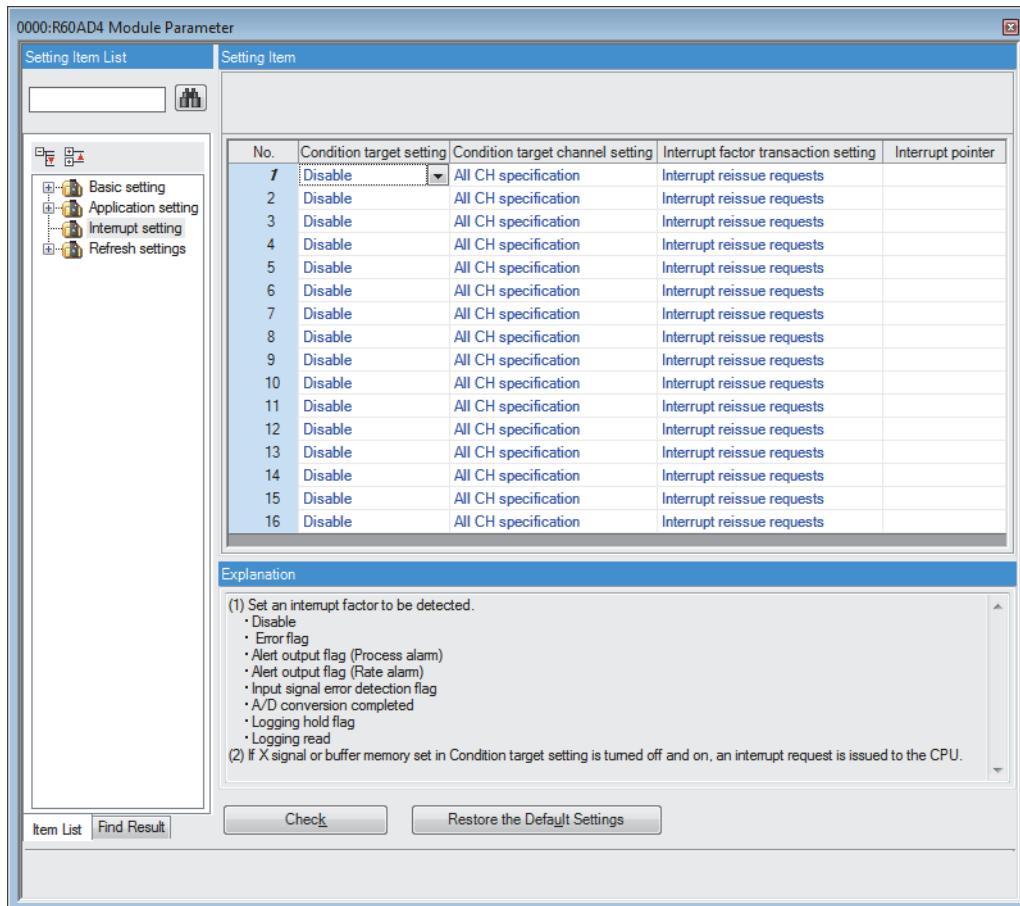 0000:R60AD4 Module Parameter
Setting Item List
Setting Item
Basic setting
Application setting
Interrupt setting
Refresh settings
No. Condition target setting Condition target channel setting Interrupt factor transaction setting Interrupt pointer
1 Disable All CH specification Interrupt reissue requests
2 Disable All CH specification Interrupt reissue requests
3 Disable All CH specification Interrupt reissue requests
4 Disable All CH specification Interrupt reissue requests
5 Disable All CH specification Interrupt reissue requests
6 Disable All CH specification Interrupt reissue requests
7 Disable All CH specification Interrupt reissue requests
8 Disable All CH specification Interrupt reissue requests
9 Disable All CH specification Interrupt reissue requests
10 Disable All CH specification Interrupt reissue requests
11 Disable All CH specification Interrupt reissue requests
12 Disable All CH specification Interrupt reissue requests
13 Disable All CH specification Interrupt reissue requests
14 Disable All CH specification Interrupt reissue requests
15 Disable All CH specification Interrupt reissue requests
16 Disable All CH specification Interrupt reissue requests
Explanation
(1) Set an interrupt factor to be detected.
・Disable
・ Error flag
・Alert output flag (Process alarm)
・Alert output flag (Rate alarm)
・Input signal error detection flag
・A/D conversion completed
・Logging hold flag
・Logging read
(2) If X signal or buffer memory set in Condition target setting is turned off and on, an interrupt request is issued to the CPU.
Item List Find Result
Check Restore the Default Settings